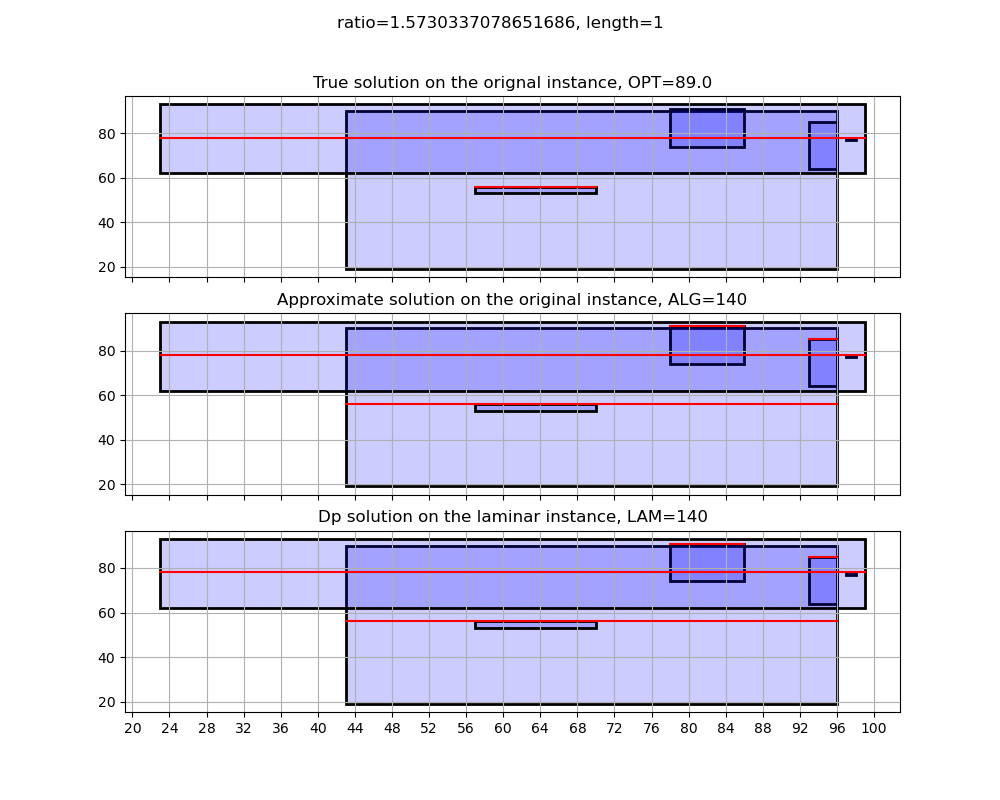 ratio=1.5730337078651686, length=1
True solution on the orignal instance, OPT=89.0
80
60
40
20
Approximate solution on the original instance, ALG=140
80
60
40
20
Dp solution on the laminar instance, LAM=140
80
60
40
20
20 24 28 32 36 40 44 48 52 56 60 64 68 72 76 80 84 88 92 96 100